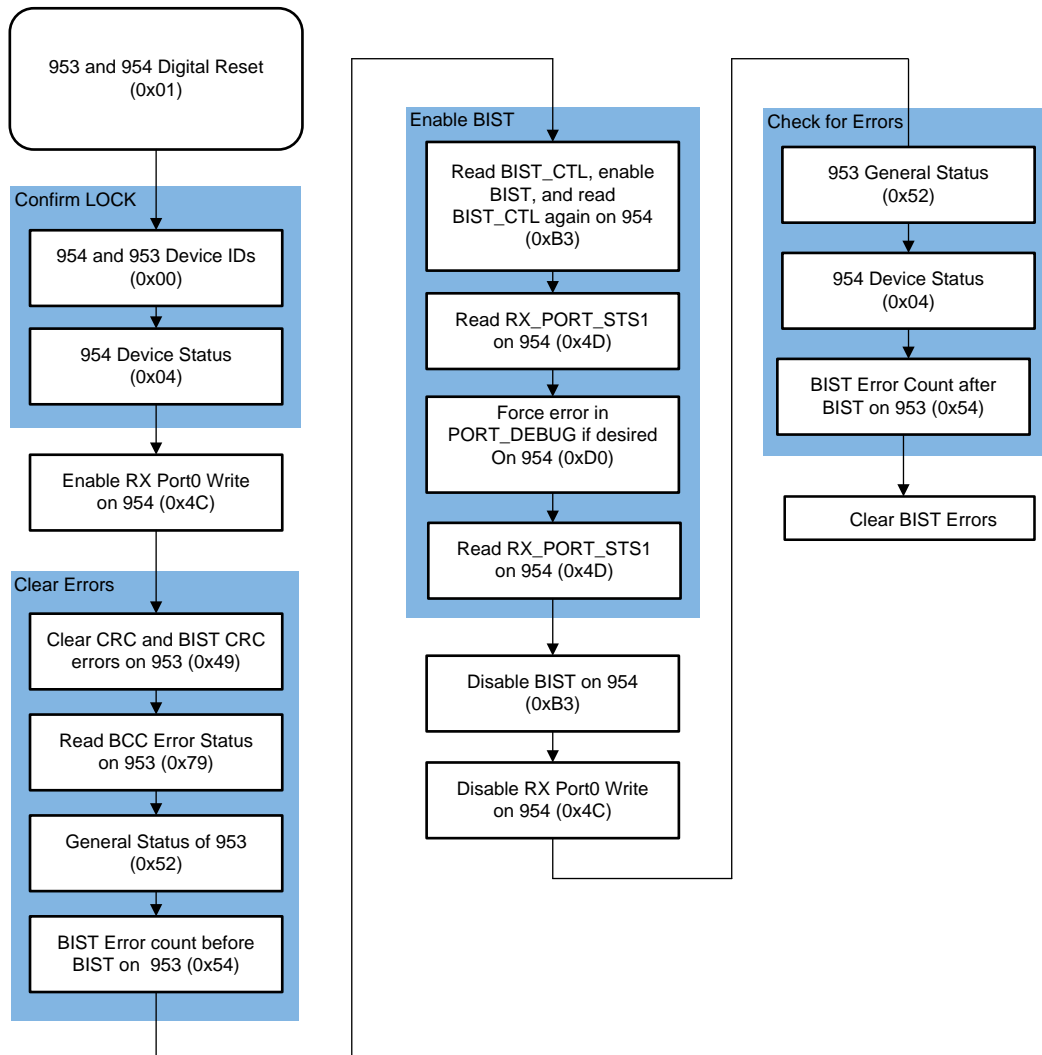 953 and 954 Digital Reset
(0x01)
Confirm LOCK
954 and 953 Device IDs
(0x00)
954 Device Status
(0x04)
Enable RX Port0 Write
on 954 (0x4C)
Clear Errors
Clear CRC and BIST CRC
errors on 953 (0x49)
Read BCC Error Status
on 953 (0x79)
General Status of 953
(0x52)
BIST Error count before
BIST on 953 (0x54)
Enable BIST
Read BIST_CTL, enable
BIST, and read
BIST_CTL again on 954
(0xB3)
Read RX_PORT_STS1
on 954 (0x4D)
Force error in
PORT_DEBUG if desired
On 954 (0xD0)
Read RX_PORT_STS1
on 954 (0x4D)
Disable BIST on 954
(0xB3)
Disable RX Port0 Write
on 954 (0x4C)
Check for Errors
953 General Status
(0x52)
954 Device Status
(0x04)
BIST Error Count after
BIST on 953 (0x54)
Clear BIST Errors